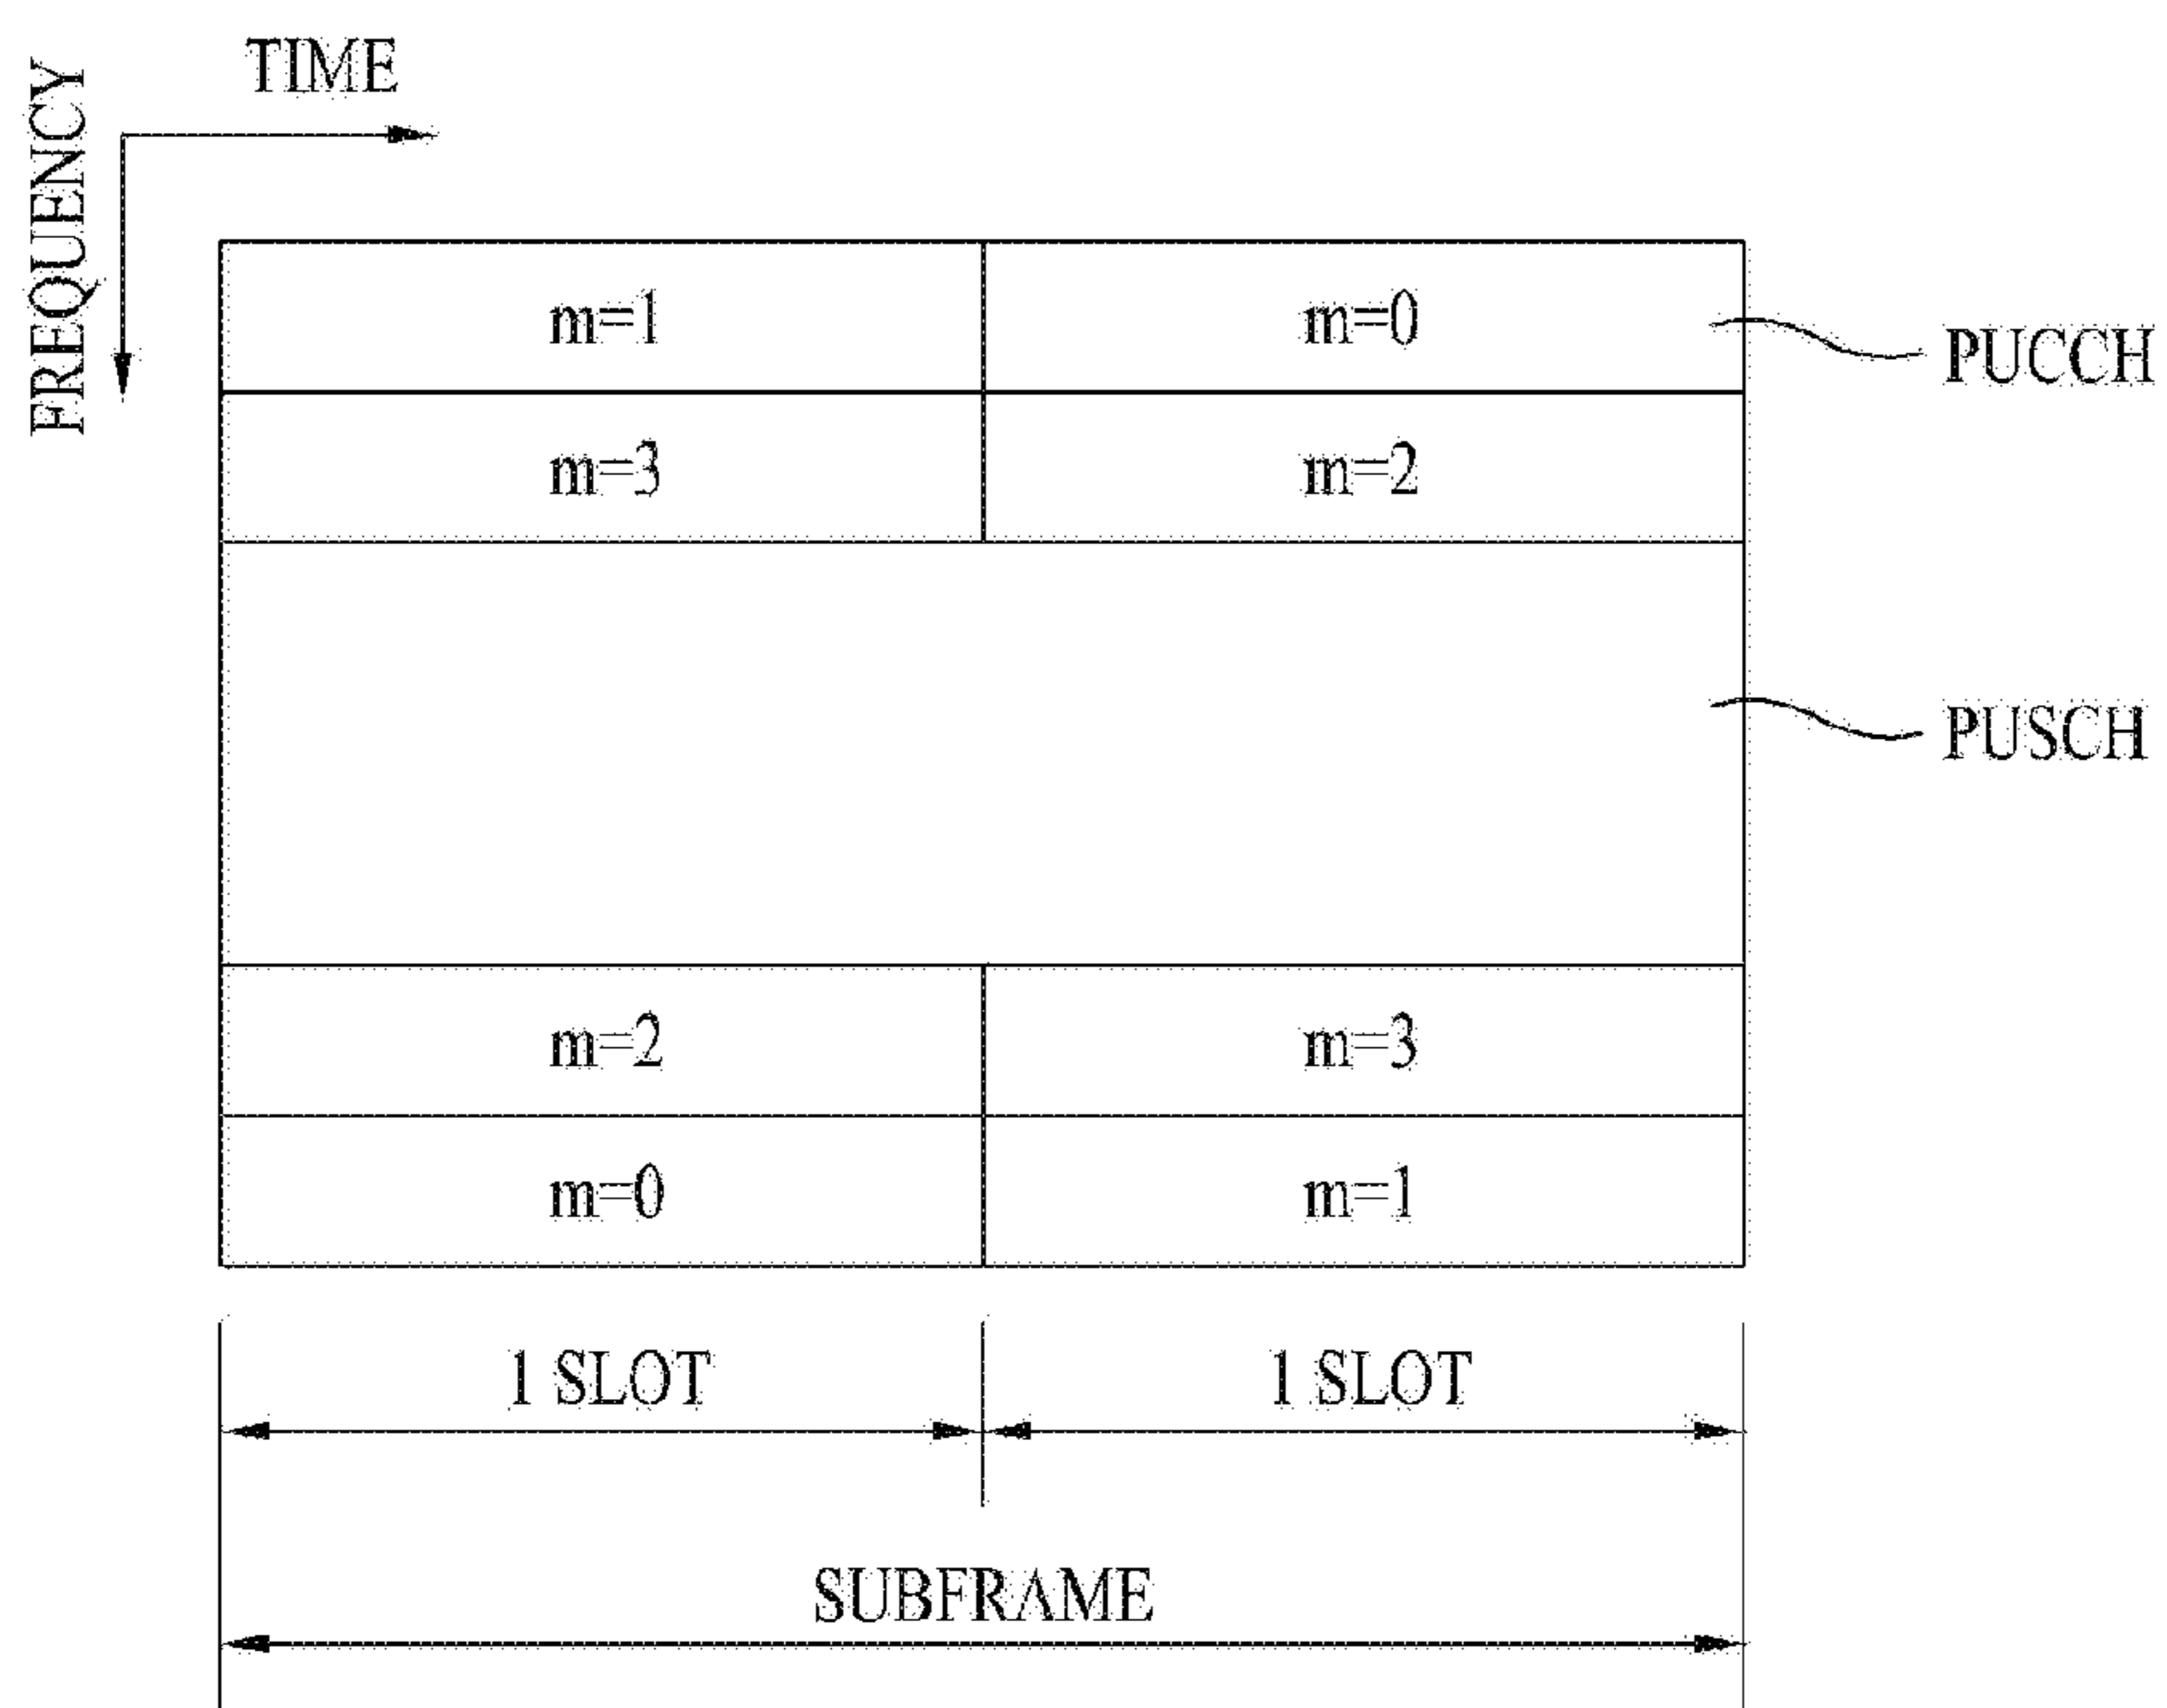 TIME
FREQUENCY
m=1 m=0
PUCCH
m=3 m=2
PUSCH
m=2 m=3
m=0 m=1
1 SLOT 1 SLOT
SUBFRAME